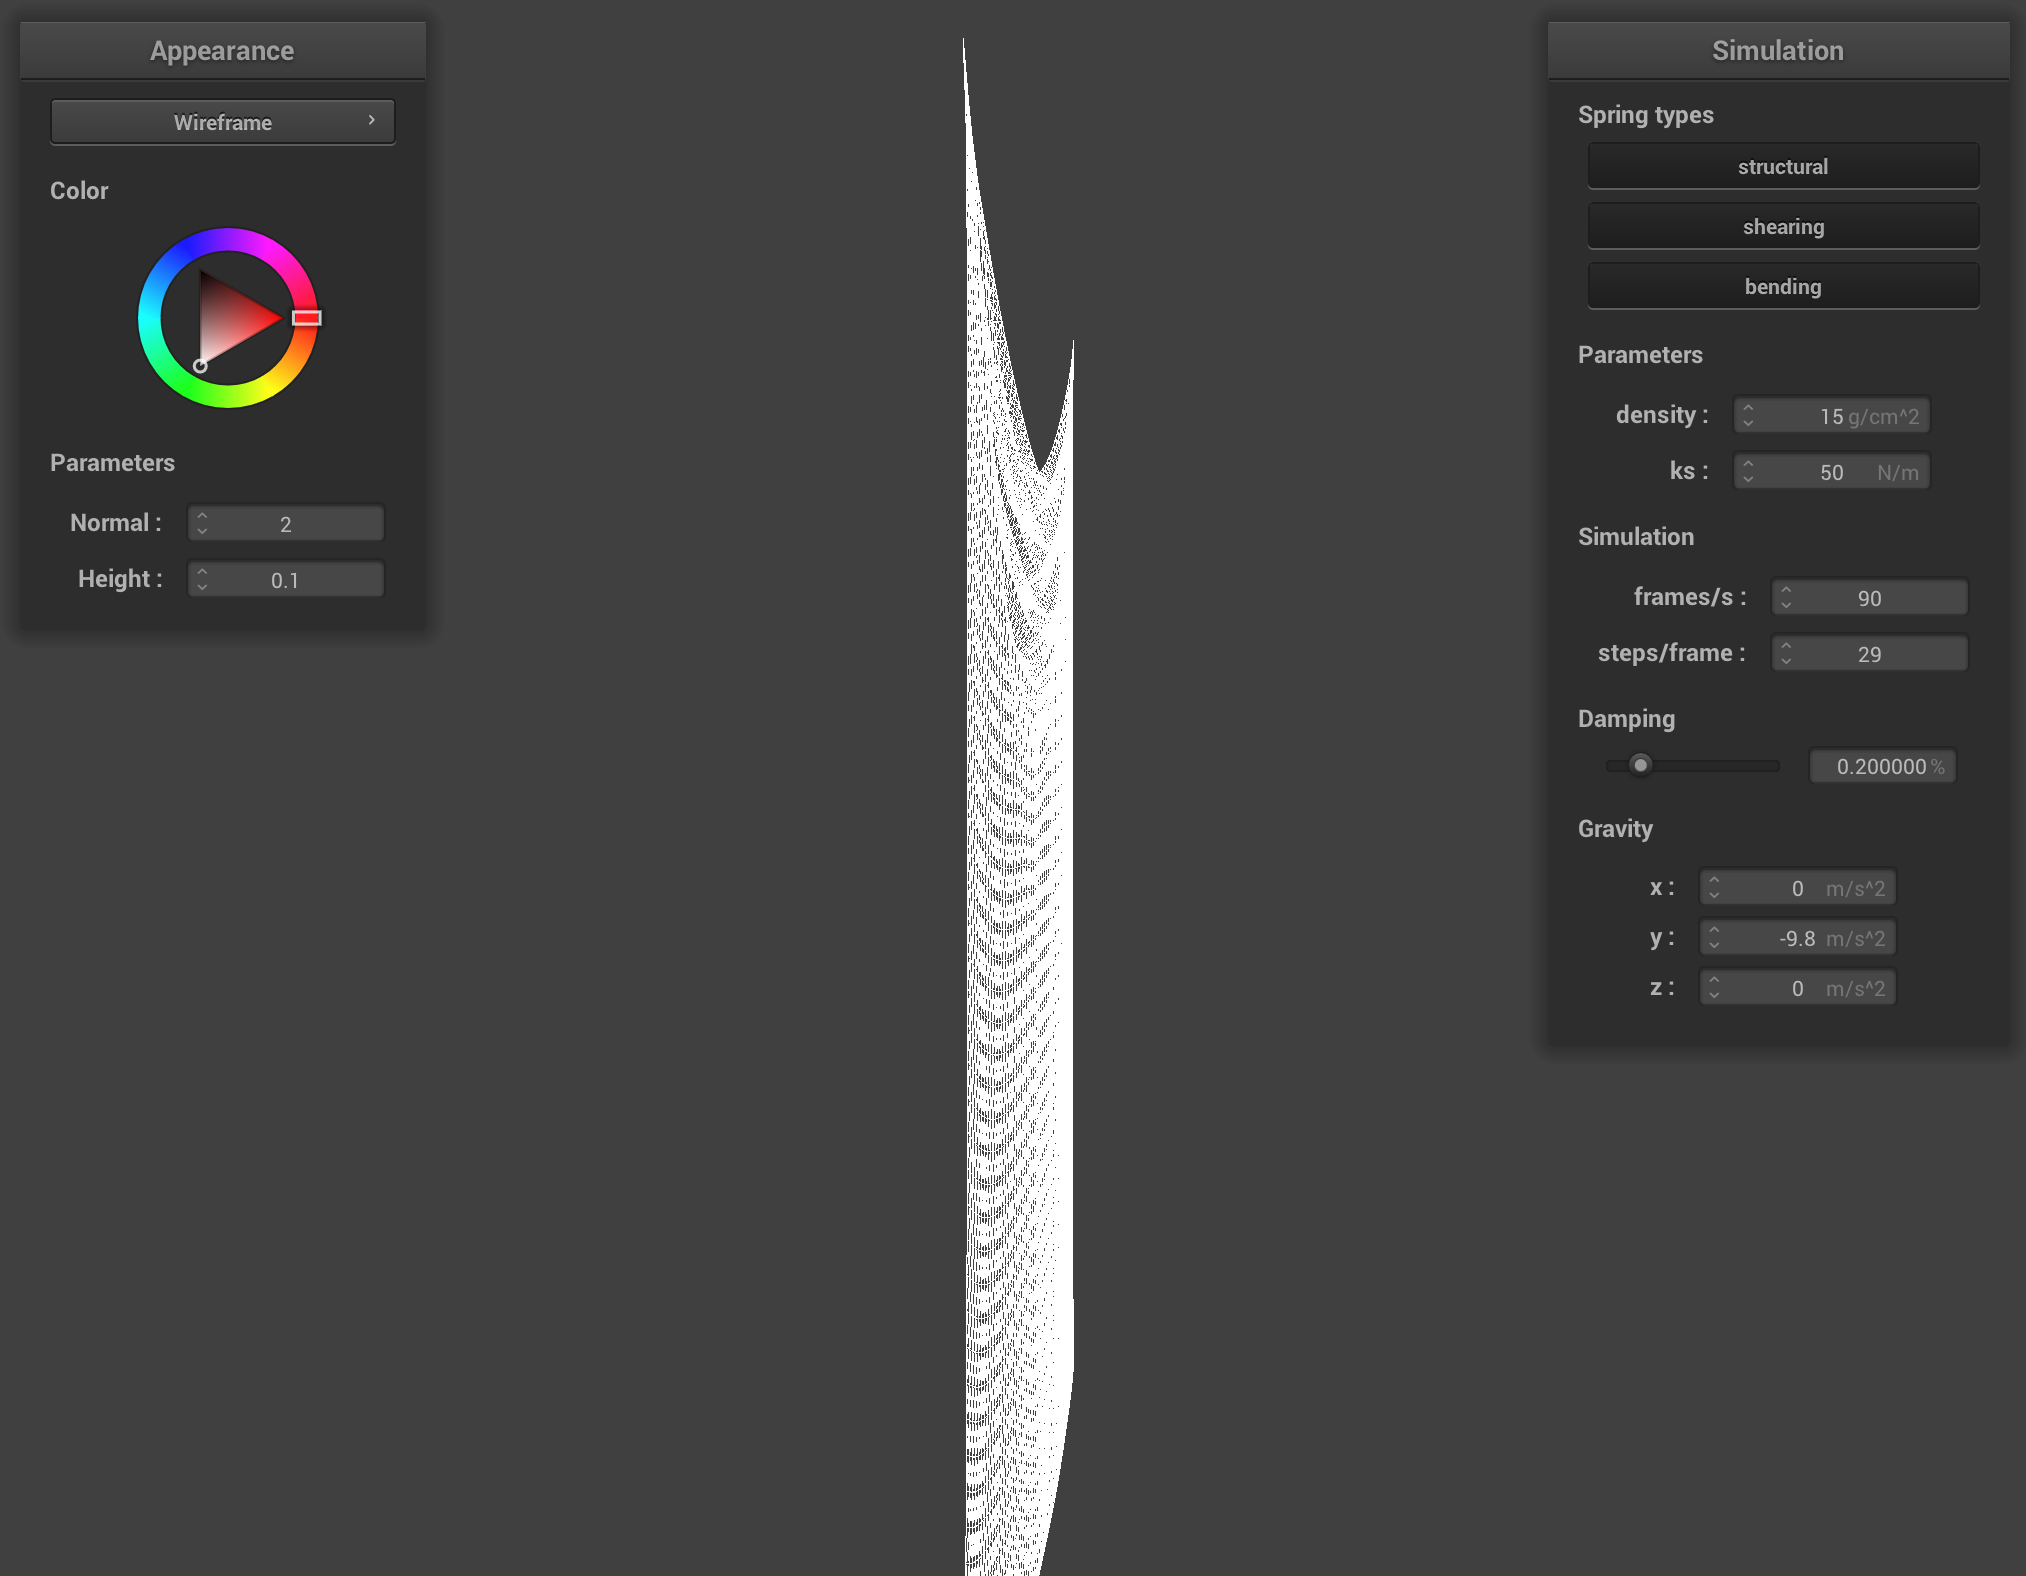 Appearance
Wireframe
Color
Parameters
Normal : 2
Height : 0.1
Simulation
Spring types
structural
shearing
bending
Parameters
density : 15 g/cm^2
ks : 50 N/m
Simulation
frames/s : 90
steps/frame : 29
Damping
0.200000 %
Gravity
x : 0 m/s^2
y : -9.8 m/s^2
z : 0 m/s^2